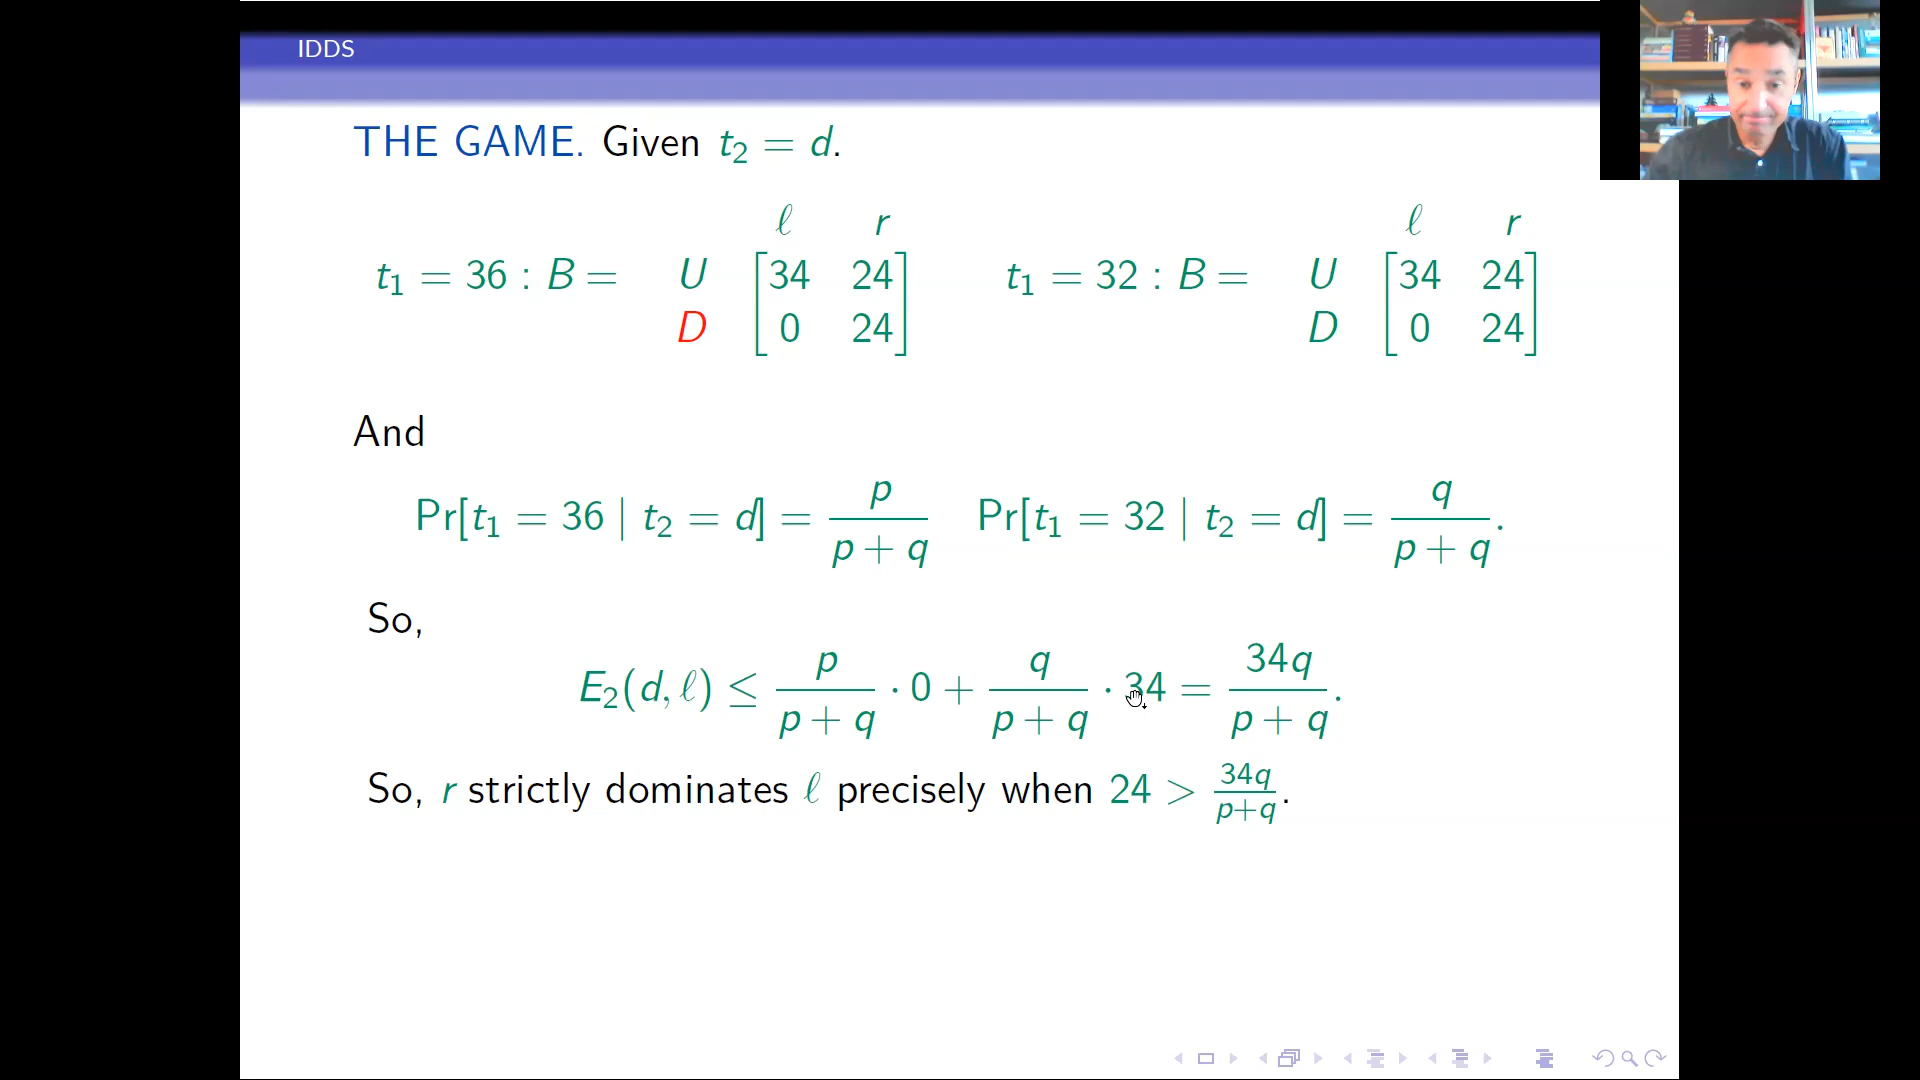 IDDS
THE GAME. Given t₂ = d.
ℓ r ℓ r
t₁ = 36 : B = U [34 24] t₁ = 32 : B = U [34 24]
D [0 24] D [0 24]
And
Pr[t₁ = 36 | t₂ = d] = p/(p + q) Pr[t₁ = 32 | t₂ = d] = q/(p + q).
So,
E₂(d, ℓ) ≤ p/(p + q) · 0 + q/(p + q) · 34 = 34q/(p + q).
So, r strictly dominates ℓ precisely when 24 > 34q/(p+q).